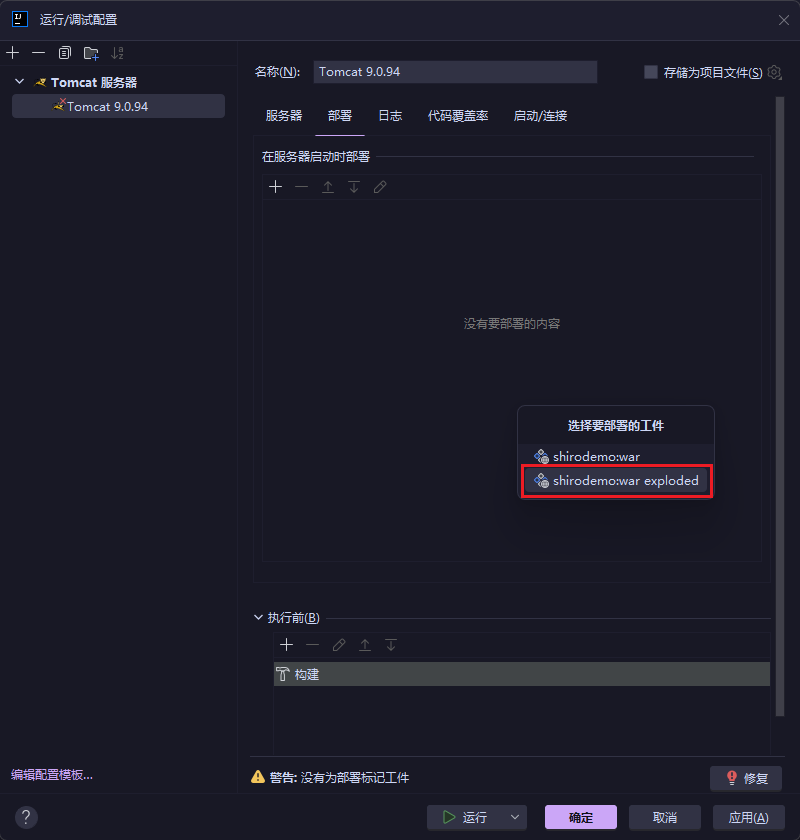 运行/调试配置
Tomcat 服务器
Tomcat 9.0.94
名称(N):
Tomcat 9.0.94
存储为项目文件(S)
服务器 部署 日志 代码覆盖率 启动/连接
在服务器启动时部署
没有要部署的内容
选择要部署的工件
shirodemo:war
shirodemo:war exploded
执行前(B)
构建
编辑配置模板...
警告: 没有为部署标记工件
修复
?
运行
确定
取消
应用(A)